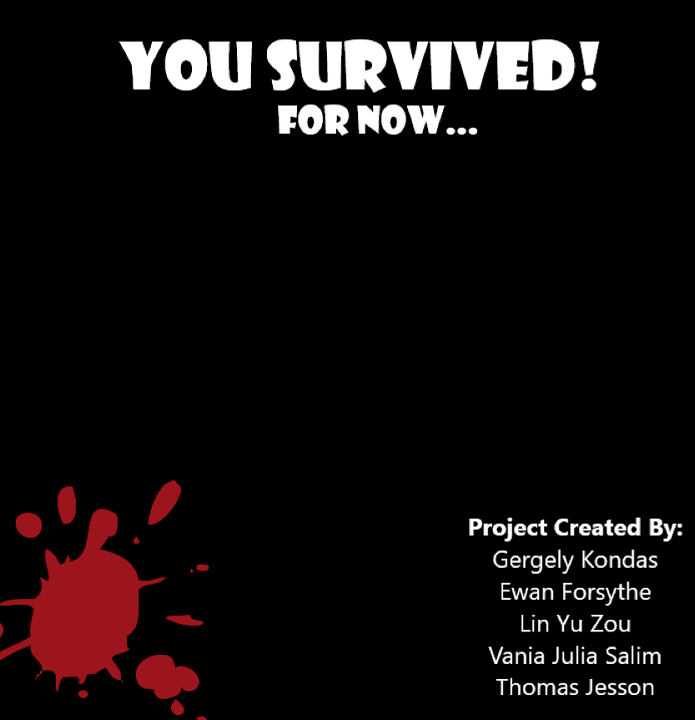 YOU SURVIVED!
FOR NOW...
Project Created By:
Gergely Kondas
Ewan Forsythe
Lin Yu Zou
Vania Julia Salim
Thomas Jesson